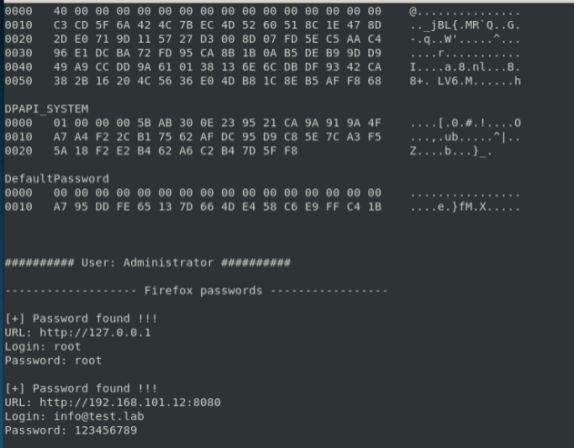 0000   40 00 00 00 00 00 00 00 00 00 00 00 00 00 00 00    @...............
0010   C3 CD 5F 6A 42 4C 7B EC 4D 52 60 51 8C 1E 47 8D    .._jBL{.MR`Q..G.
0020   2D E0 71 9D 11 57 27 D3 00 8D 07 FD 5E C5 AA C4    -.q..W'.....^...
0030   96 E1 DC BA 72 FD 95 CA 8B 1B 0A B5 DE B9 9D D9    ....r...........
0040   49 A9 CC DD 9A 61 01 38 13 6E 6C DB DF 93 42 CA    I....a.8.nl...B.
0050   38 2B 16 20 4C 56 36 E0 4D B8 1C 8E B5 AF F8 68    8+. LV6.M......h
DPAPI_SYSTEM
0000   01 00 00 00 5B AB 30 0E 23 95 21 CA 9A 91 9A 4F    ....[.0.#.!....O
0010   A7 A4 F2 2C B1 75 62 AF DC 95 D9 C8 5E 7C A3 F5    ...,.ub.....^|..
0020   5A 18 F2 E2 B4 62 A6 C2 B4 7D 5F F8    Z....b...}_.
DefaultPassword
0000   00 00 00 00 00 00 00 00 00 00 00 00 00 00 00 00    ................
0010   A7 95 DD FE 65 13 7D 66 4D E4 58 C6 E9 FF C4 1B    ....e.}fM.X.....
########## User: Administrator ##########
------------------ Firefox passwords -----------------
[+] Password found !!!
URL: http://127.0.0.1
Login: root
Password: root
[+] Password found !!!
URL: http://192.168.101.12:8080
Login: info@test.lab
Password: 123456789